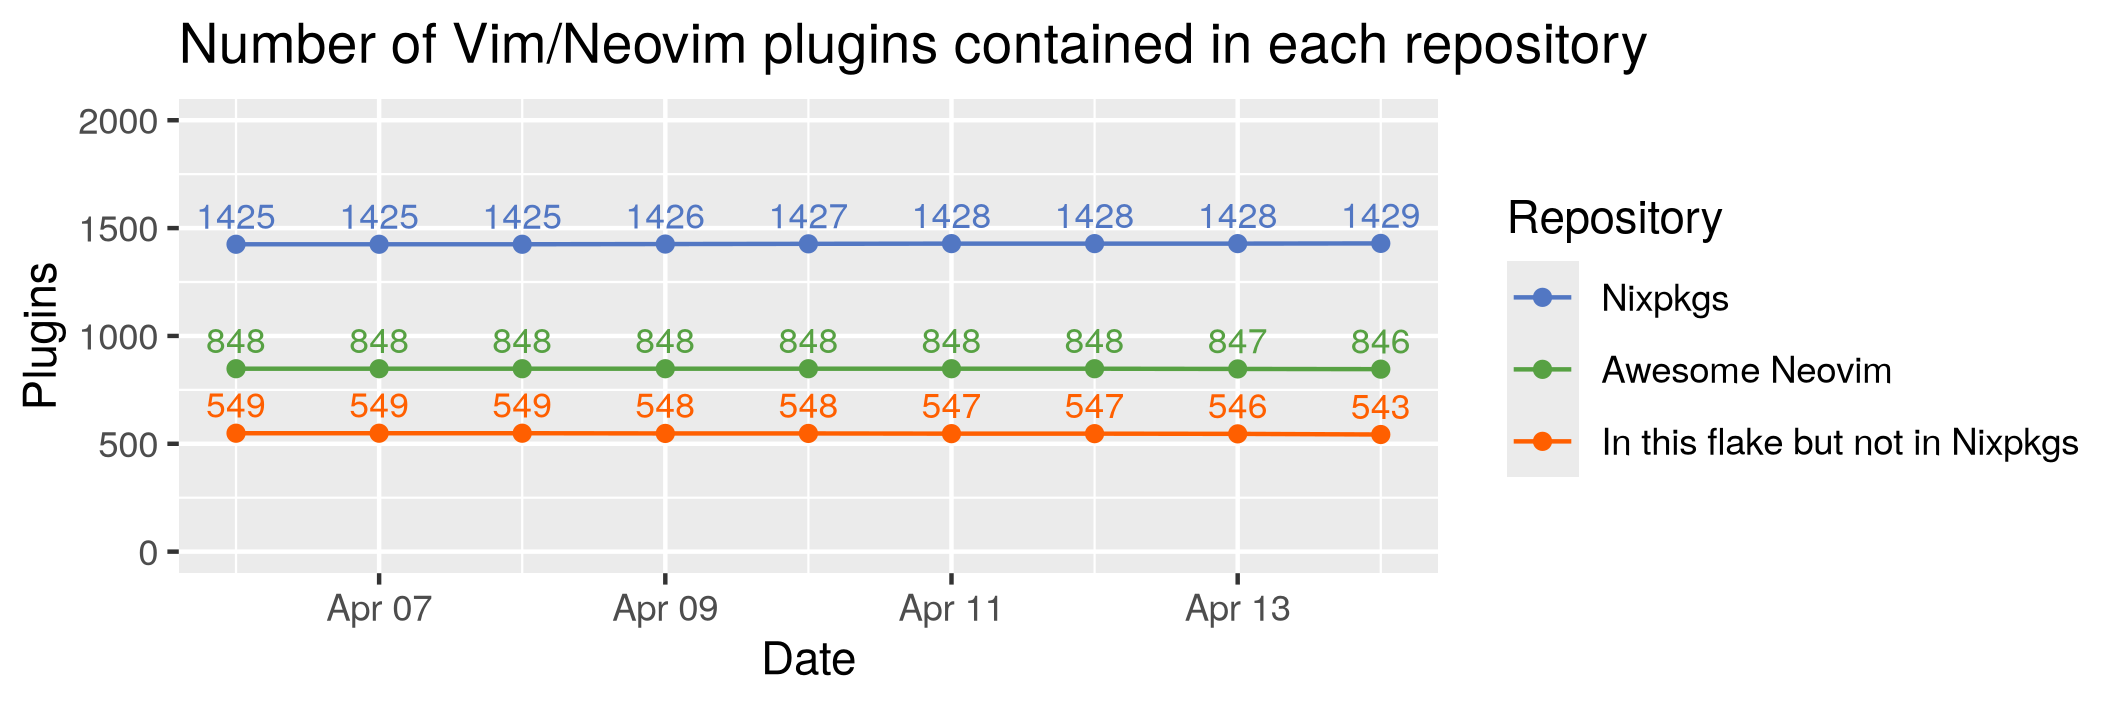 Number of Vim/Neovim plugins contained in each repository
Plugins
2000
1500
1000
500
0
1425 1425 1425 1426 1427 1428 1428 1428 1429
848 848 848 848 848 848 848 847 846
549 549 549 548 548 547 547 546 543
Apr 07 Apr 09 Apr 11 Apr 13
Date
Repository
Nixpkgs
Awesome Neovim
In this flake but not in Nixpkgs